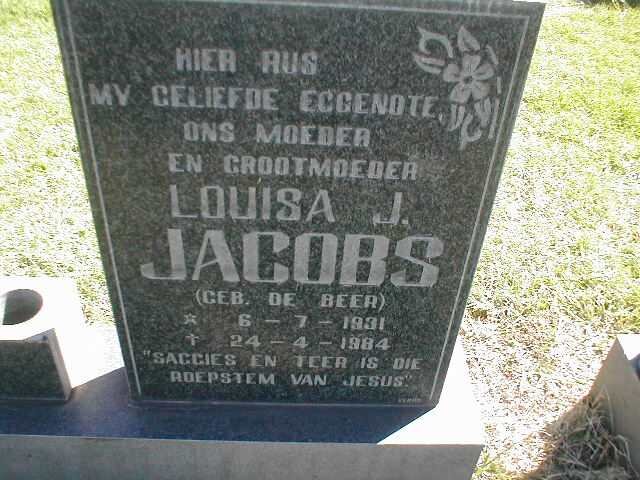 HIER RUS
MY GELIEFDE EGGENOTE,
ONS MOEDER
EN GROOTMOEDER
LOUISA J.
JACOBS
(GEB. DE BEER)
* 6-7-1931
† 24-4-1984
"SAGGIES EN TEER IS DIE
ROEPSTEM VAN JESUS".